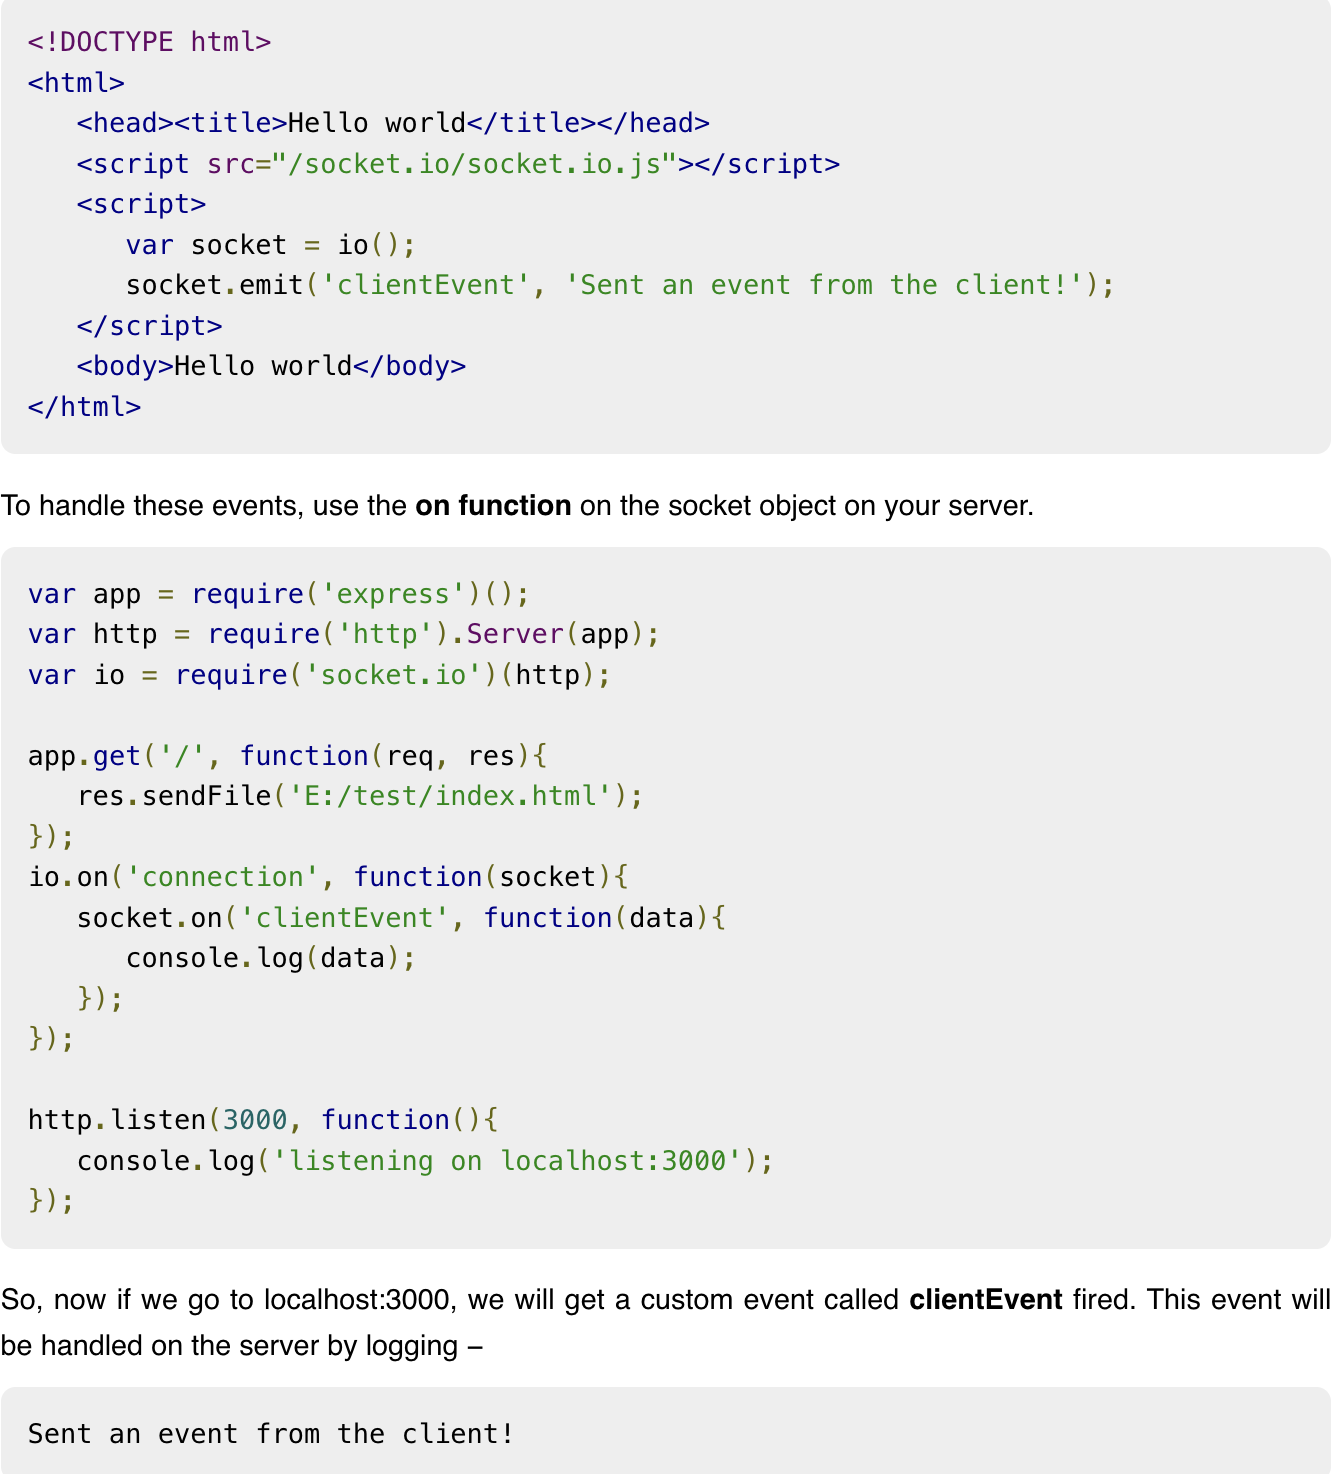 <!DOCTYPE html>
<html>
   <head><title>Hello world</title></head>
   <script src="/socket.io/socket.io.js"></script>
   <script>
      var socket = io();
      socket.emit('clientEvent', 'Sent an event from the client!');
   </script>
   <body>Hello world</body>
</html>
To handle these events, use the on function on the socket object on your server.
var app = require('express')();
var http = require('http').Server(app);
var io = require('socket.io')(http);

app.get('/', function(req, res){
   res.sendFile('E:/test/index.html');
});
io.on('connection', function(socket){
   socket.on('clientEvent', function(data){
      console.log(data);
   });
});

http.listen(3000, function(){
   console.log('listening on localhost:3000');
});
So, now if we go to localhost:3000, we will get a custom event called clientEvent fired. This event will
be handled on the server by logging −
Sent an event from the client!